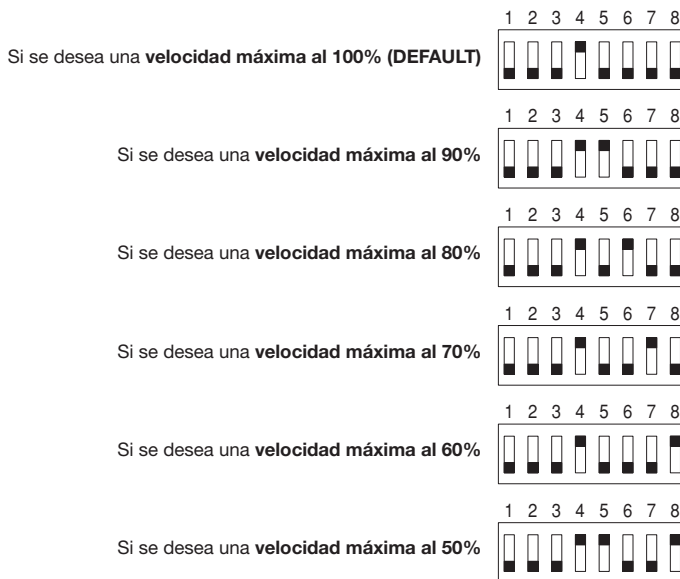 1 2 3 4 5 6 7 8
Si se desea una velocidad máxima al 100% (DEFAULT)
1 2 3 4 5 6 7 8
Si se desea una velocidad máxima al 90%
1 2 3 4 5 6 7 8
Si se desea una velocidad máxima al 80%
1 2 3 4 5 6 7 8
Si se desea una velocidad máxima al 70%
1 2 3 4 5 6 7 8
Si se desea una velocidad máxima al 60%
1 2 3 4 5 6 7 8
Si se desea una velocidad máxima al 50%